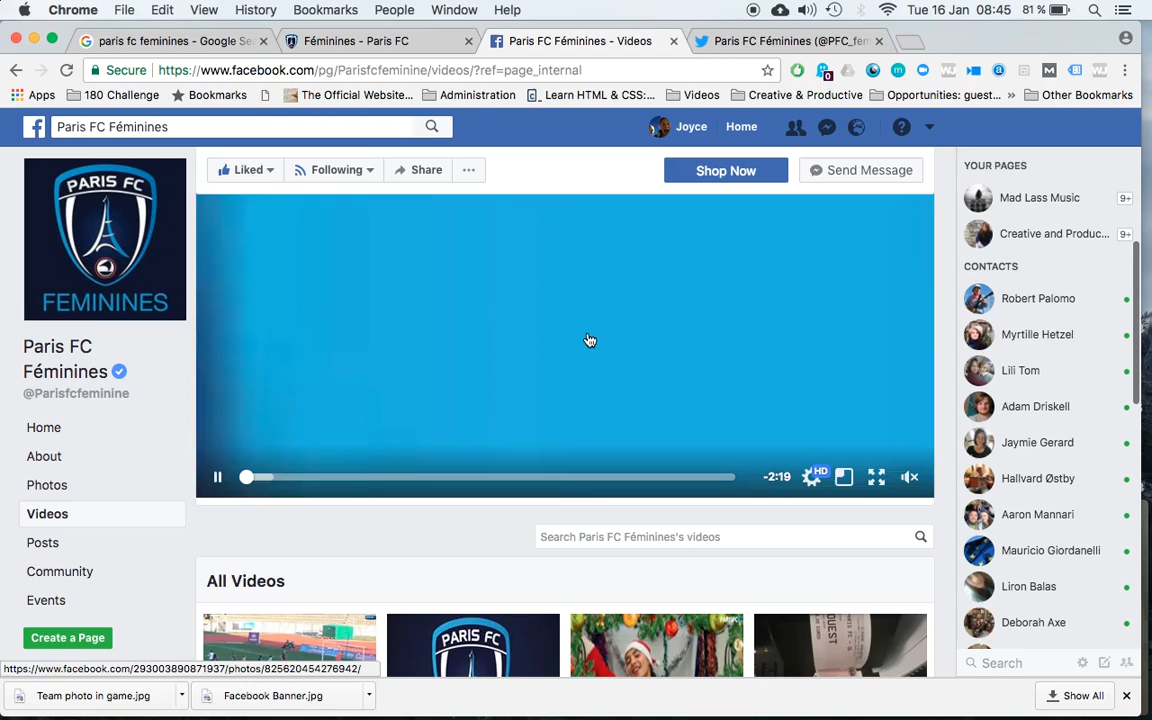 Chrome File Edit View History Bookmarks People Window Help Tue 16 Jan 08:45 81 %
paris fc feminines - Google Se
Féminines - Paris FC
Paris FC Féminines - Videos
Paris FC Féminines (@PFC_fem
Secure https://www.facebook.com/pg/Parisfcfeminine/videos/?ref=page_internal
0
Apps 180 Challenge Bookmarks The Official Website... Administration Learn HTML & CSS:... Videos Creative & Productive Opportunities: guest... » Other Bookmarks
Paris FC Féminines
Joyce Home
PARIS FC
FEMININES
Liked Following Share ... Shop Now Send Message
Paris FC
Féminines
@Parisfcfeminine
Home
About
Photos
Videos
Posts
Community
Events
Create a Page
-2:19 HD
Search Paris FC Féminines's videos
All Videos
PARIS FC
YOUR PAGES
Mad Lass Music 9+
Creative and Produc... 9+
CONTACTS
Robert Palomo
Myrtille Hetzel
Lili Tom
Adam Driskell
Jaymie Gerard
Hallvard Østby
Aaron Mannari
Mauricio Giordanelli
Liron Balas
Deborah Axe
Search
https://www.facebook.com/293003890871937/photos/825620454276942/
Team photo in game.jpg
Facebook Banner.jpg
Show All